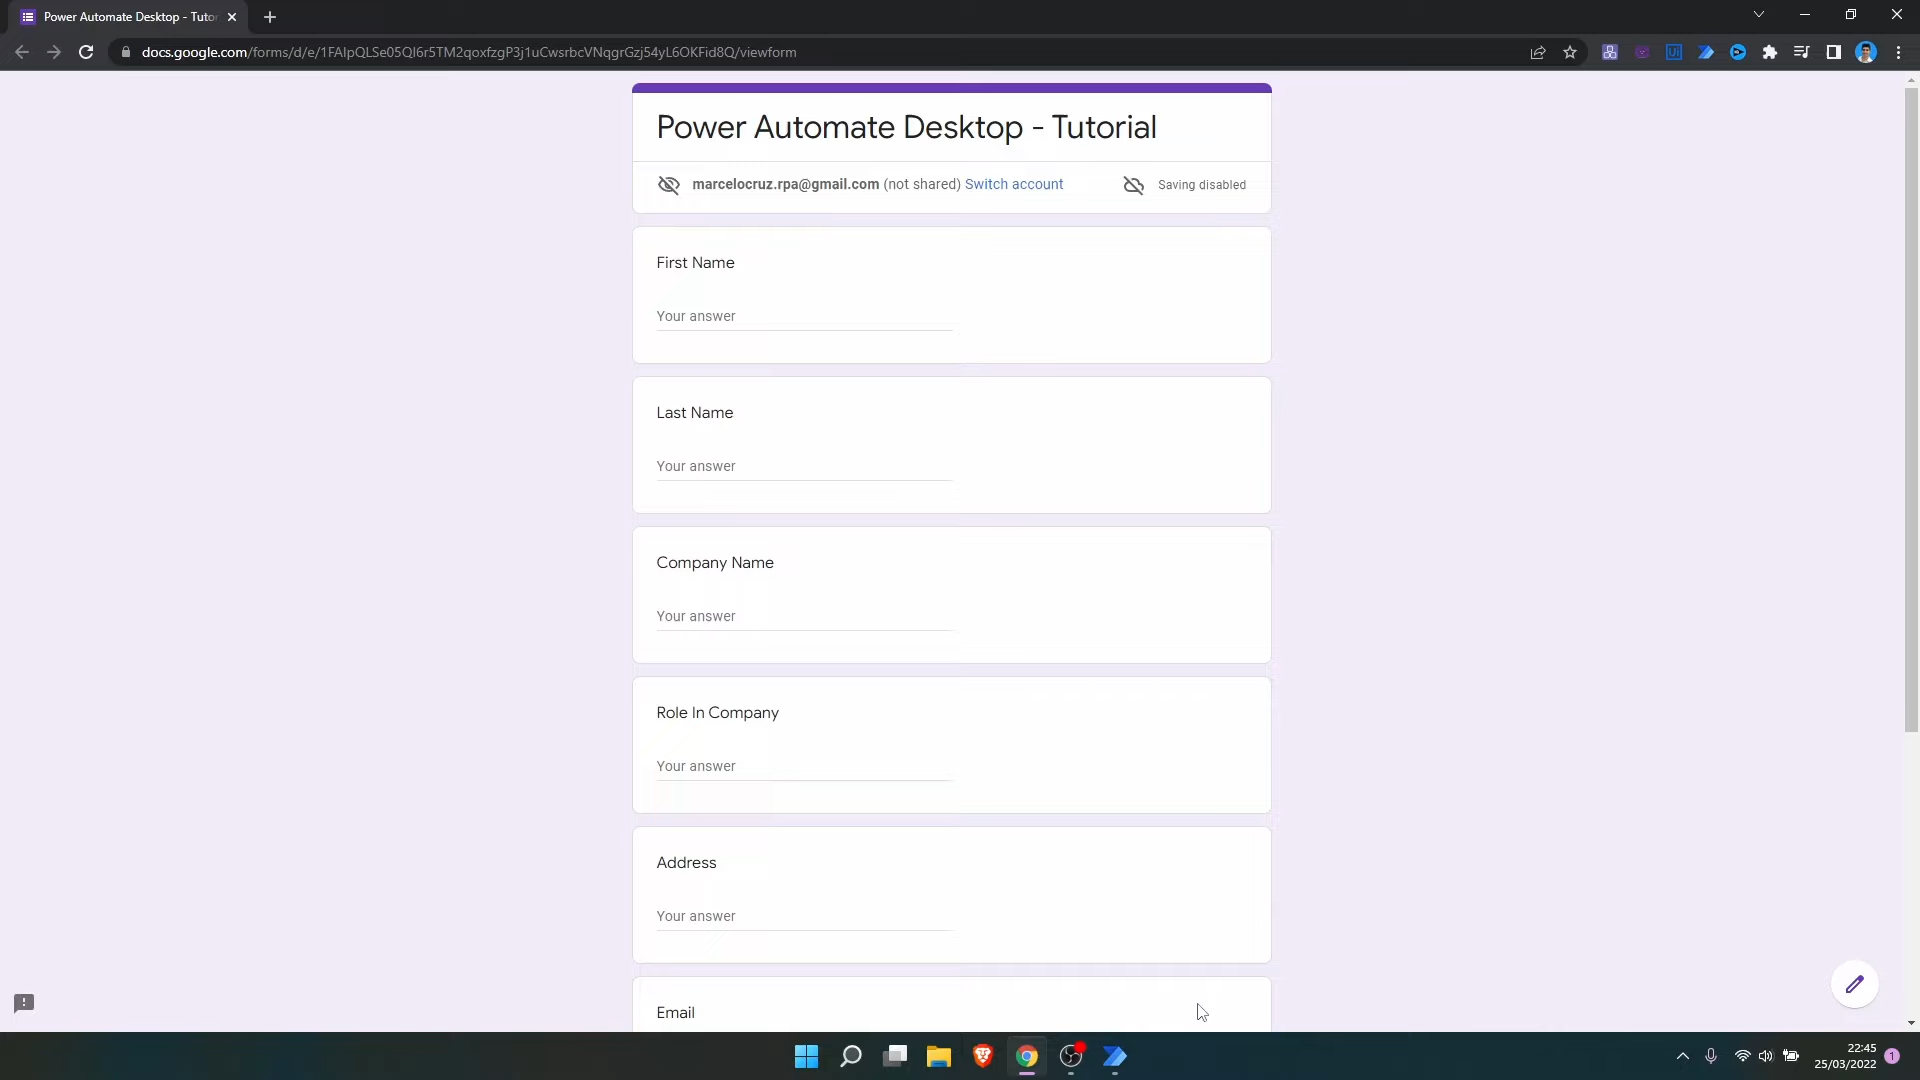 Power Automate Desktop - Tutor
docs.google.com/forms/d/e/1FAIpQLSe05Ql6r5TM2qoxfzgP3j1uCwsrbcVNqgrGzj54yL6OKFid8Q/viewform
Power Automate Desktop - Tutorial
marcelocruz.rpa@gmail.com (not shared) Switch account
Saving disabled
First Name
Your answer
Last Name
Your answer
Company Name
Your answer
Role In Company
Your answer
Address
Your answer
Email
22:45
25/03/2022
1